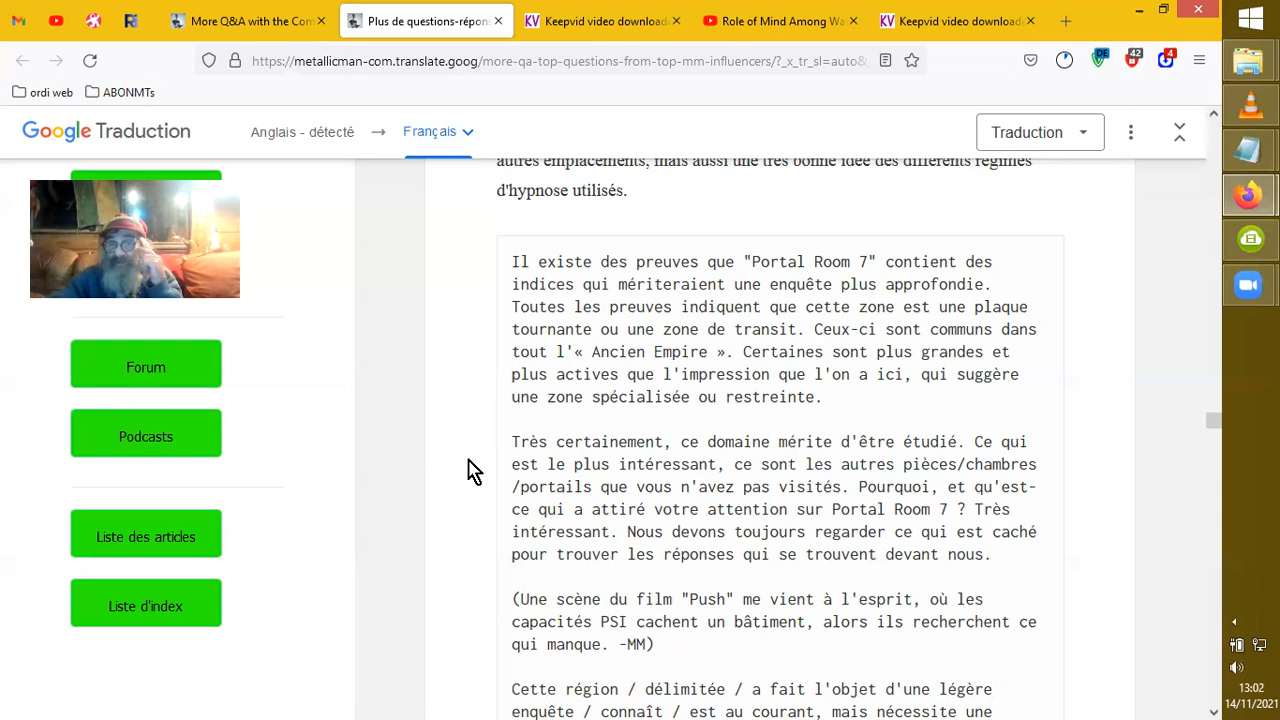 More Q&A with the Com
Plus de questions-répon
Keepvid video download
Role of Mind Among Wa
Keepvid video download
https://metallicman-com.translate.goog/more-qa-with-questions-from-top-mm-influencers/?_x_tr_sl=auto&
DE
42
4
ordi web
ABONMTS
Google Traduction
Anglais - détecté
Français
Traduction
autres emplacements, mais aussi une très bonne idée des différents régimes
d'hypnose utilisés.
Forum
Podcasts
Liste des articles
Liste d'index
Il existe des preuves que "Portal Room 7" contient des
indices qui mériteraient une enquête plus approfondie.
Toutes les preuves indiquent que cette zone est une plaque
tournante ou une zone de transit. Ceux-ci sont communs dans
tout l'« Ancien Empire ». Certaines sont plus grandes et
plus actives que l'impression que l'on a ici, qui suggère
une zone spécialisée ou restreinte.
Très certainement, ce domaine mérite d'être étudié. Ce qui
est le plus intéressant, ce sont les autres pièces/chambres
/portails que vous n'avez pas visités. Pourquoi, et qu'est-
ce qui a attiré votre attention sur Portal Room 7 ? Très
intéressant. Nous devons toujours regarder ce qui est caché
pour trouver les réponses qui se trouvent devant nous.
(Une scène du film "Push" me vient à l'esprit, où les
capacités PSI cachent un bâtiment, alors ils recherchent ce
qui manque. -MM)
Cette région / délimitée / a fait l'objet d'une légère
enquête / connaît / est au courant, mais nécessite une
13:02
14/11/2021